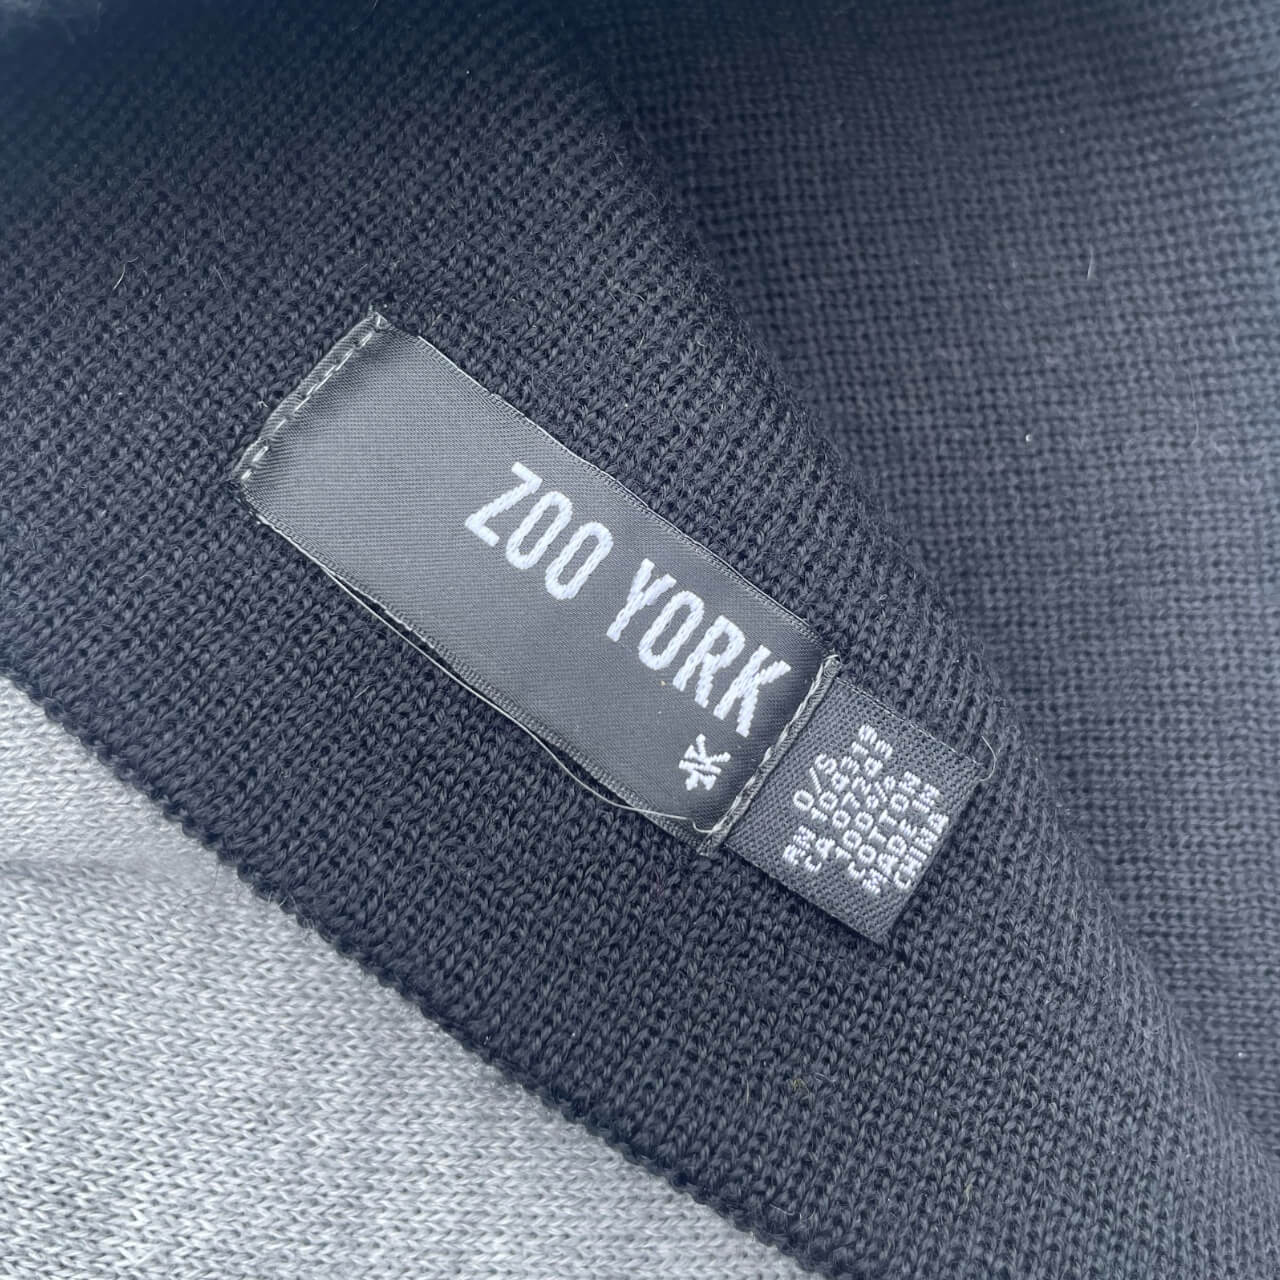 ZOO YORK
O/S
100%
COTTON
MADE IN
CHINA